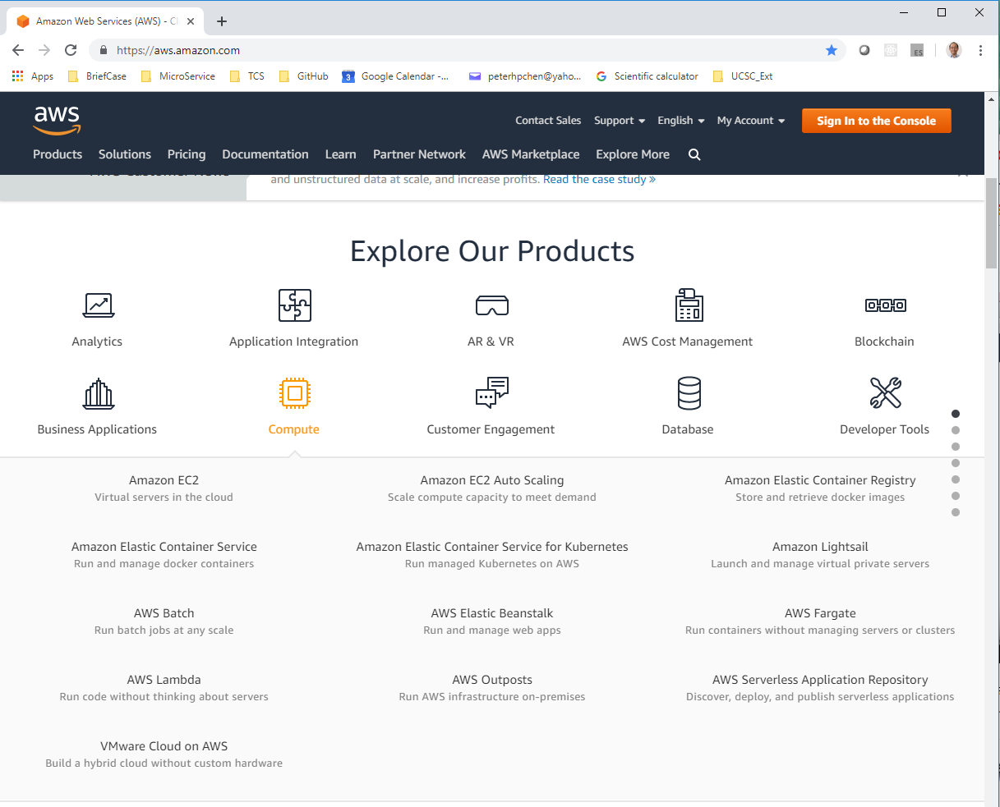 Amazon Web Services (AWS) - Cl
https://aws.amazon.com
ES
Apps BriefCase MicroService TCS GitHub 3 Google Calendar -... peterhpchen@yaho... Scientific calculator UCSC_Ext
aws
Contact Sales Support English My Account Sign In to the Console
Products Solutions Pricing Documentation Learn Partner Network AWS Marketplace Explore More
AWS Customer News
and unstructured data at scale, and increase profits. Read the case study »
Explore Our Products
Analytics Application Integration AR & VR AWS Cost Management Blockchain
Business Applications Compute Customer Engagement Database Developer Tools
Amazon EC2 Amazon EC2 Auto Scaling Amazon Elastic Container Registry
Virtual servers in the cloud Scale compute capacity to meet demand Store and retrieve docker images
Amazon Elastic Container Service Amazon Elastic Container Service for Kubernetes Amazon Lightsail
Run and manage docker containers Run managed Kubernetes on AWS Launch and manage virtual private servers
AWS Batch AWS Elastic Beanstalk AWS Fargate
Run batch jobs at any scale Run and manage web apps Run containers without managing servers or clusters
AWS Lambda AWS Outposts AWS Serverless Application Repository
Run code without thinking about servers Run AWS infrastructure on-premises Discover, deploy, and publish serverless applications
VMware Cloud on AWS
Build a hybrid cloud without custom hardware